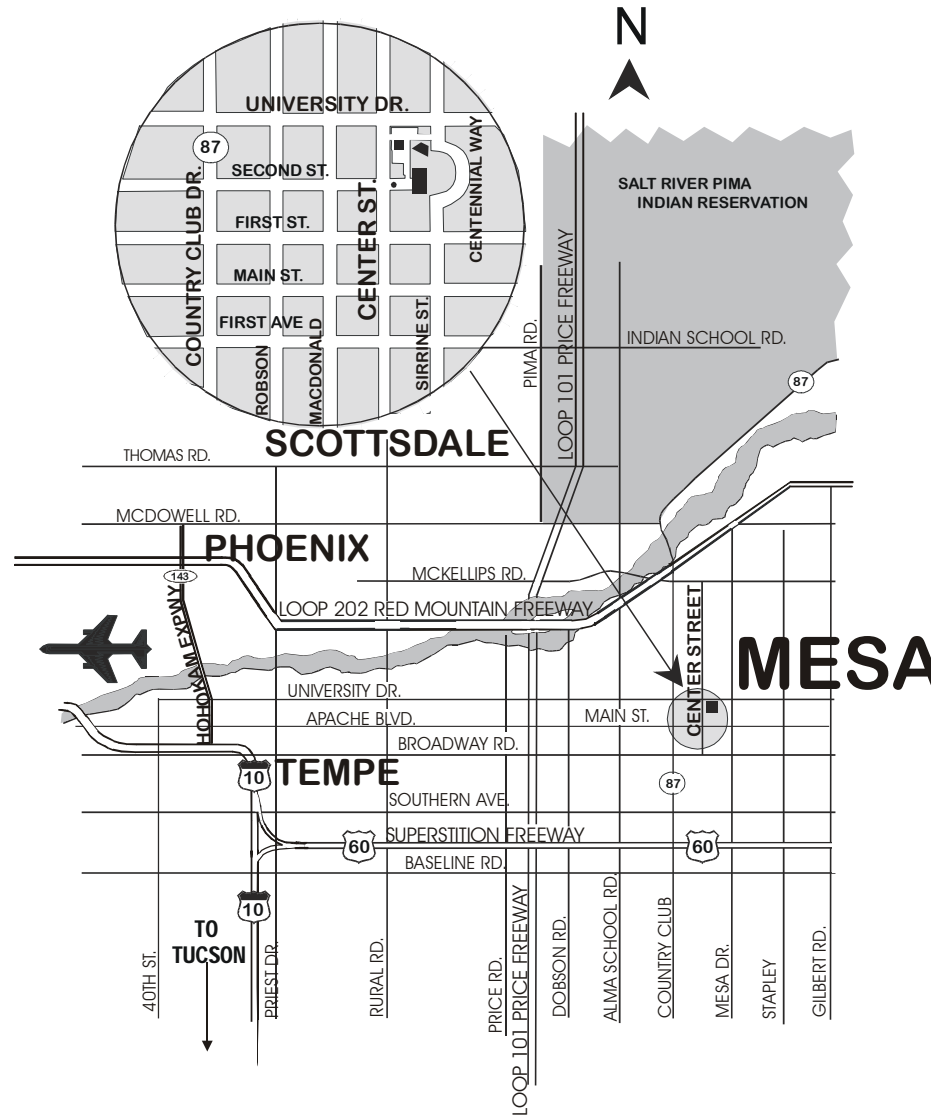 N
UNIVERSITY DR.
87
SECOND ST.
FIRST ST.
MAIN ST.
FIRST AVE
COUNTRY CLUB DR.
CENTER ST.
CENTENNIAL WAY
ROBSON
MACDONALD
SIRRINE ST.
SALT RIVER PIMA
INDIAN RESERVATION
PIMA RD.
LOOP 101 PRICE FREEWAY
INDIAN SCHOOL RD.
87
SCOTTSDALE
THOMAS RD.
MCDOWELL RD.
PHOENIX
143
MCKELLIPS RD.
LOOP 202 RED MOUNTAIN FREEWAY
HOHOKAM EXPWY
CENTER STREET
MESA
UNIVERSITY DR.
APACHE BLVD.
MAIN ST.
BROADWAY RD.
10
TEMPE
87
SOUTHERN AVE.
SUPERSTITION FREEWAY
60
60
BASELINE RD.
10
TO
TUCSON
40TH ST.
PRIEST DR.
RURAL RD.
PRICE RD.
LOOP 101 PRICE FREEWAY
DOBSON RD.
ALMA SCHOOL RD.
COUNTRY CLUB
MESA DR.
STAPLEY
GILBERT RD.